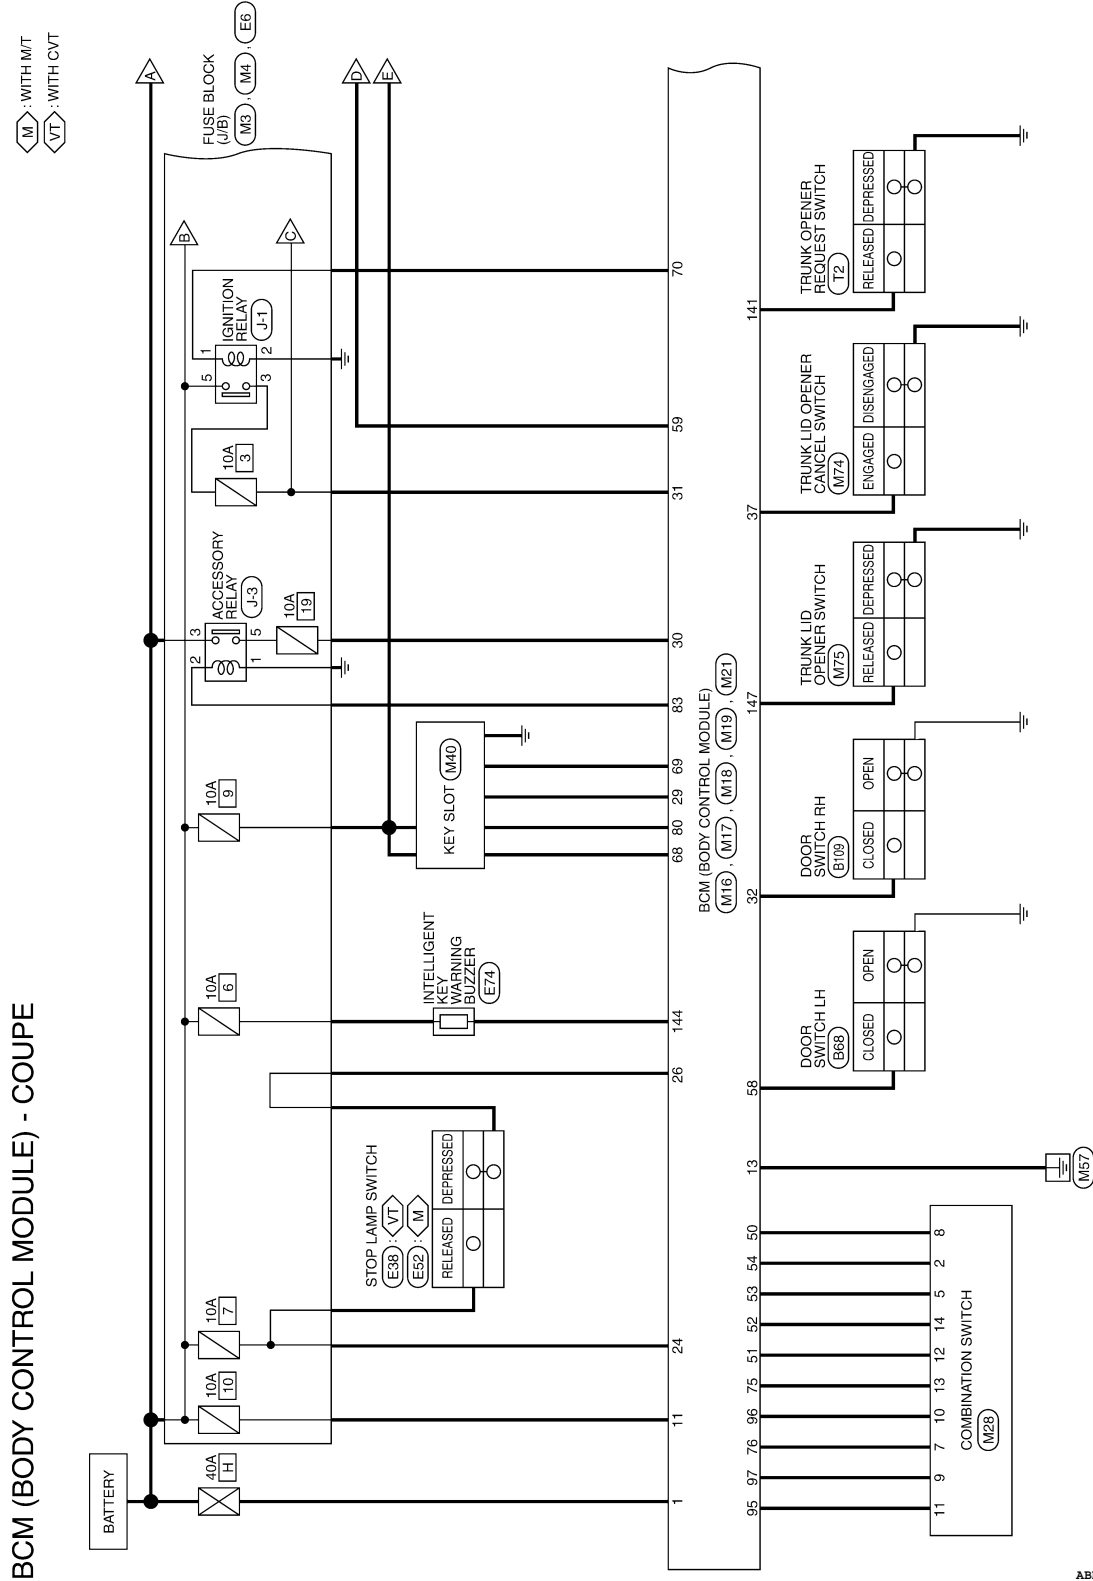 BCM (BODY CONTROL MODULE) - COUPE
M : WITH M/T
VT : WITH CVT
BATTERY
A
40A
H
10A
10
10A
7
10A
6
10A
9
ACCESSORY
RELAY
J-3
3
5
2
1
10A
19
10A
3
IGNITION
RELAY
J-1
5
3
1
2
B
C
FUSE BLOCK
(J/B)
M3 , M4 , E6
D
E
STOP LAMP SWITCH
E38 : VT
E52 : M
RELEASED
DEPRESSED
INTELLIGENT
KEY
WARNING
BUZZER
E74
KEY SLOT M40
1
11
24
26
144
68
80
29
69
83
30
31
59
70
BCM (BODY CONTROL MODULE)
M16 , M17 , M18 , M19 , M21
95
97
76
96
75
51
52
53
54
50
13
58
32
147
37
141
11
9
7
10
13
12
14
5
2
8
COMBINATION SWITCH
M28
M57
DOOR
SWITCH LH
B68
CLOSED
OPEN
DOOR
SWITCH RH
B109
CLOSED
OPEN
TRUNK LID
OPENER SWITCH
M75
RELEASED
DEPRESSED
TRUNK LID OPENER
CANCEL SWITCH
M74
ENGAGED
DISENGAGED
TRUNK OPENER
REQUEST SWITCH
T2
RELEASED
DEPRESSED